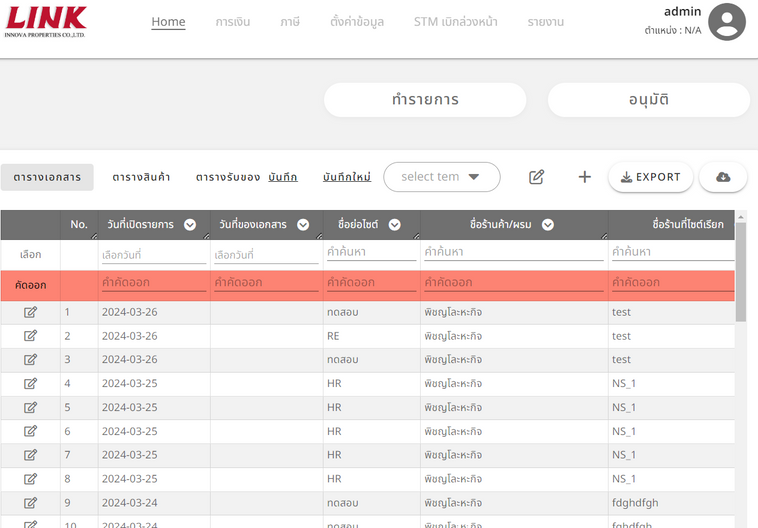 LINK
INNOVA PROPERTIES CO.,LTD.
Home การเงิน ภาษี ตั้งค่าข้อมูล STM เบิกล่วงหน้า รายงาน
admin
ตำแหน่ง : N/A
ทำรายการ อนุมัติ
ตารางเอกสาร ตารางสินค้า ตารางรับของ บันทึก บันทึกใหม่ select tem EXPORT
No. วันที่เปิดรายการ วันที่ของเอกสาร ชื่อย่อไซต์ ชื่อร้านค้า/ผรม ชื่อร้านที่ไซต์เรียก
เลือก เลือกวันที่ เลือกวันที่ คำค้นหา คำค้นหา คำค้นหา
คัดออก คำคัดออก คำคัดออก คำคัดออก คำคัดออก คำคัดออก
1 2024-03-26 ทดสอบ พิชญโลหะกิจ test
2 2024-03-26 RE พิชญโลหะกิจ test
3 2024-03-26 ทดสอบ พิชญโลหะกิจ test
4 2024-03-25 HR พิชญโลหะกิจ NS_1
5 2024-03-25 HR พิชญโลหะกิจ NS_1
6 2024-03-25 HR พิชญโลหะกิจ NS_1
7 2024-03-25 HR พิชญโลหะกิจ NS_1
8 2024-03-25 HR พิชญโลหะกิจ NS_1
9 2024-03-24 ทดสอบ พิชญโลหะกิจ fdghdfgh
10 2024-03-24 ทดสอบ พิชญโลหะกิจ